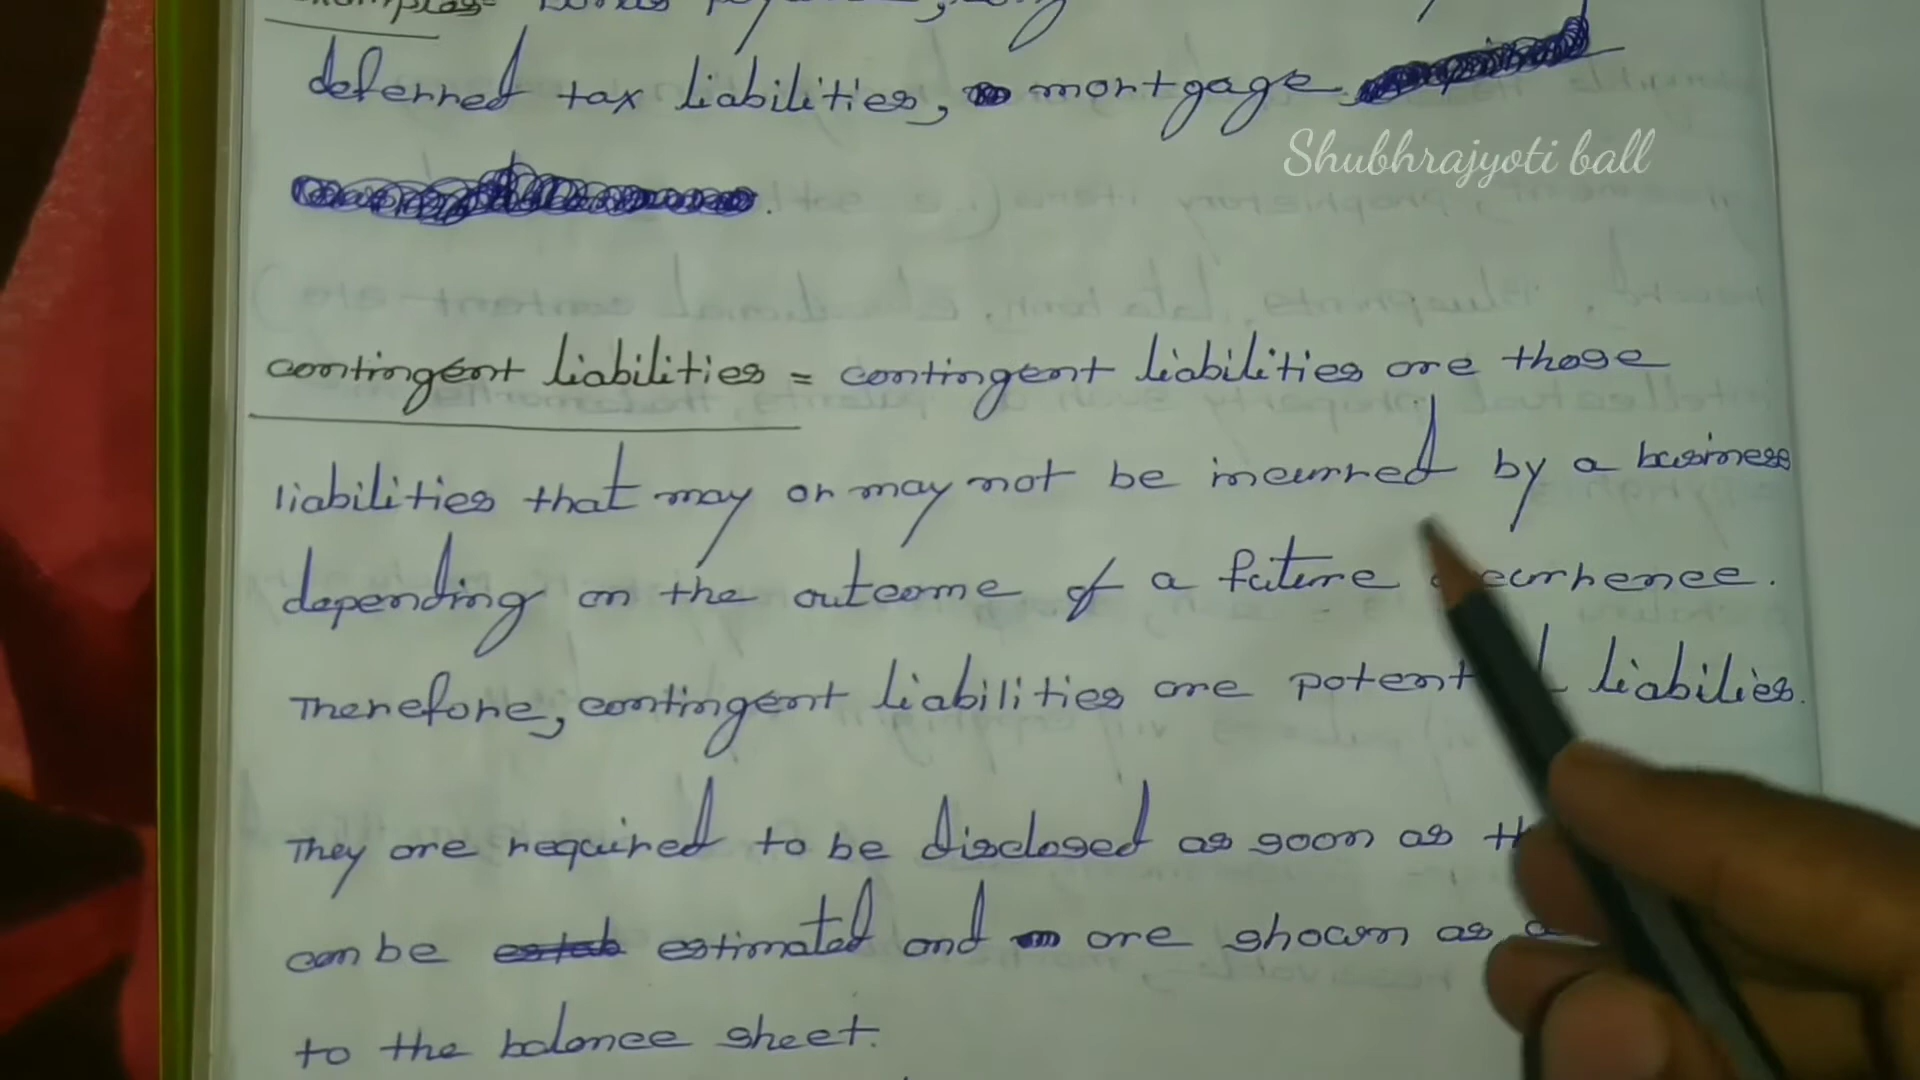 deferred tax liabilities, mortgage
Shubhrajyoti ball
contingent liabilities = contingent liabilities are those
liabilities that may or may not be incurred by a business
depending on the outcome of a future occurrence.
Therefore, contingent liabilities are potential liabilies.
They are required to be disclosed as soon as
can be estimated and are shown as a
to the balance sheet.